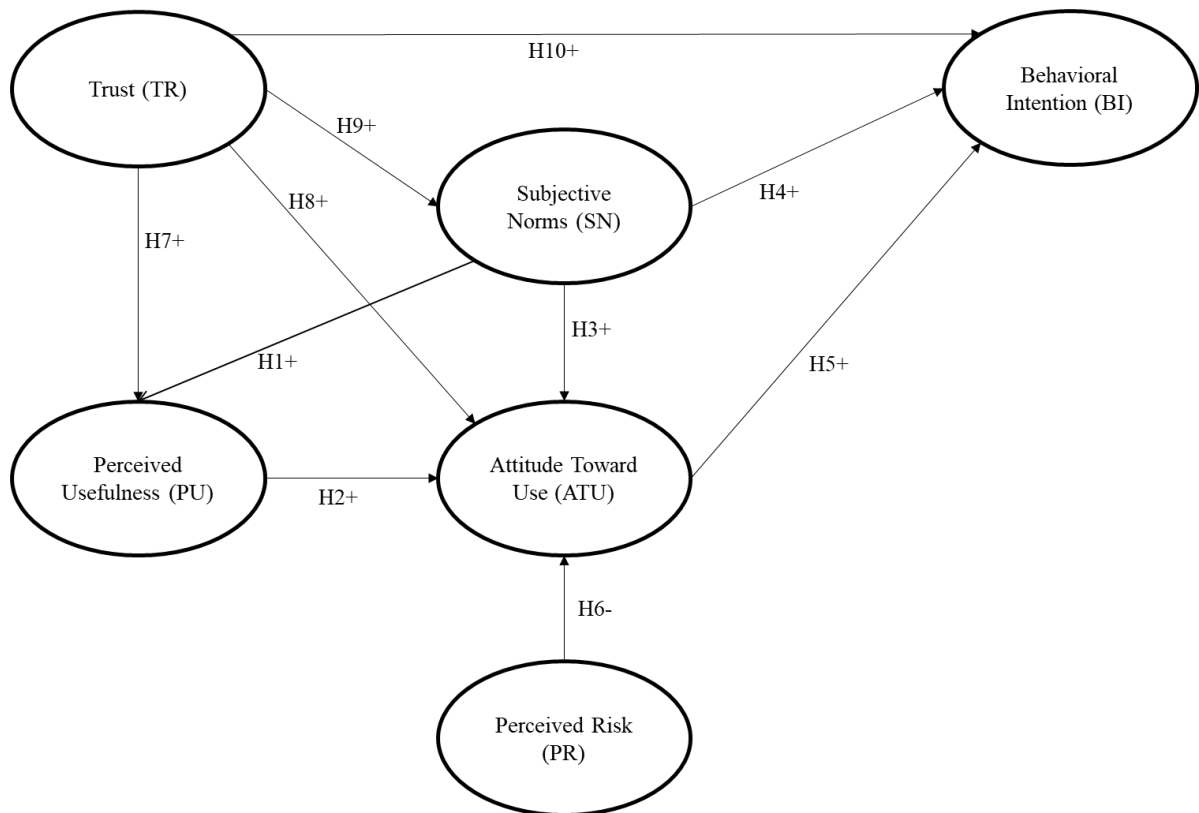 H10+
Trust (TR)
Behavioral
Intention (BI)
H9+
H8+
Subjective
Norms (SN)
H4+
H7+
H3+
H1+
H5+
Perceived
Usefulness (PU)
H2+
Attitude Toward
Use (ATU)
H6-
Perceived Risk
(PR)